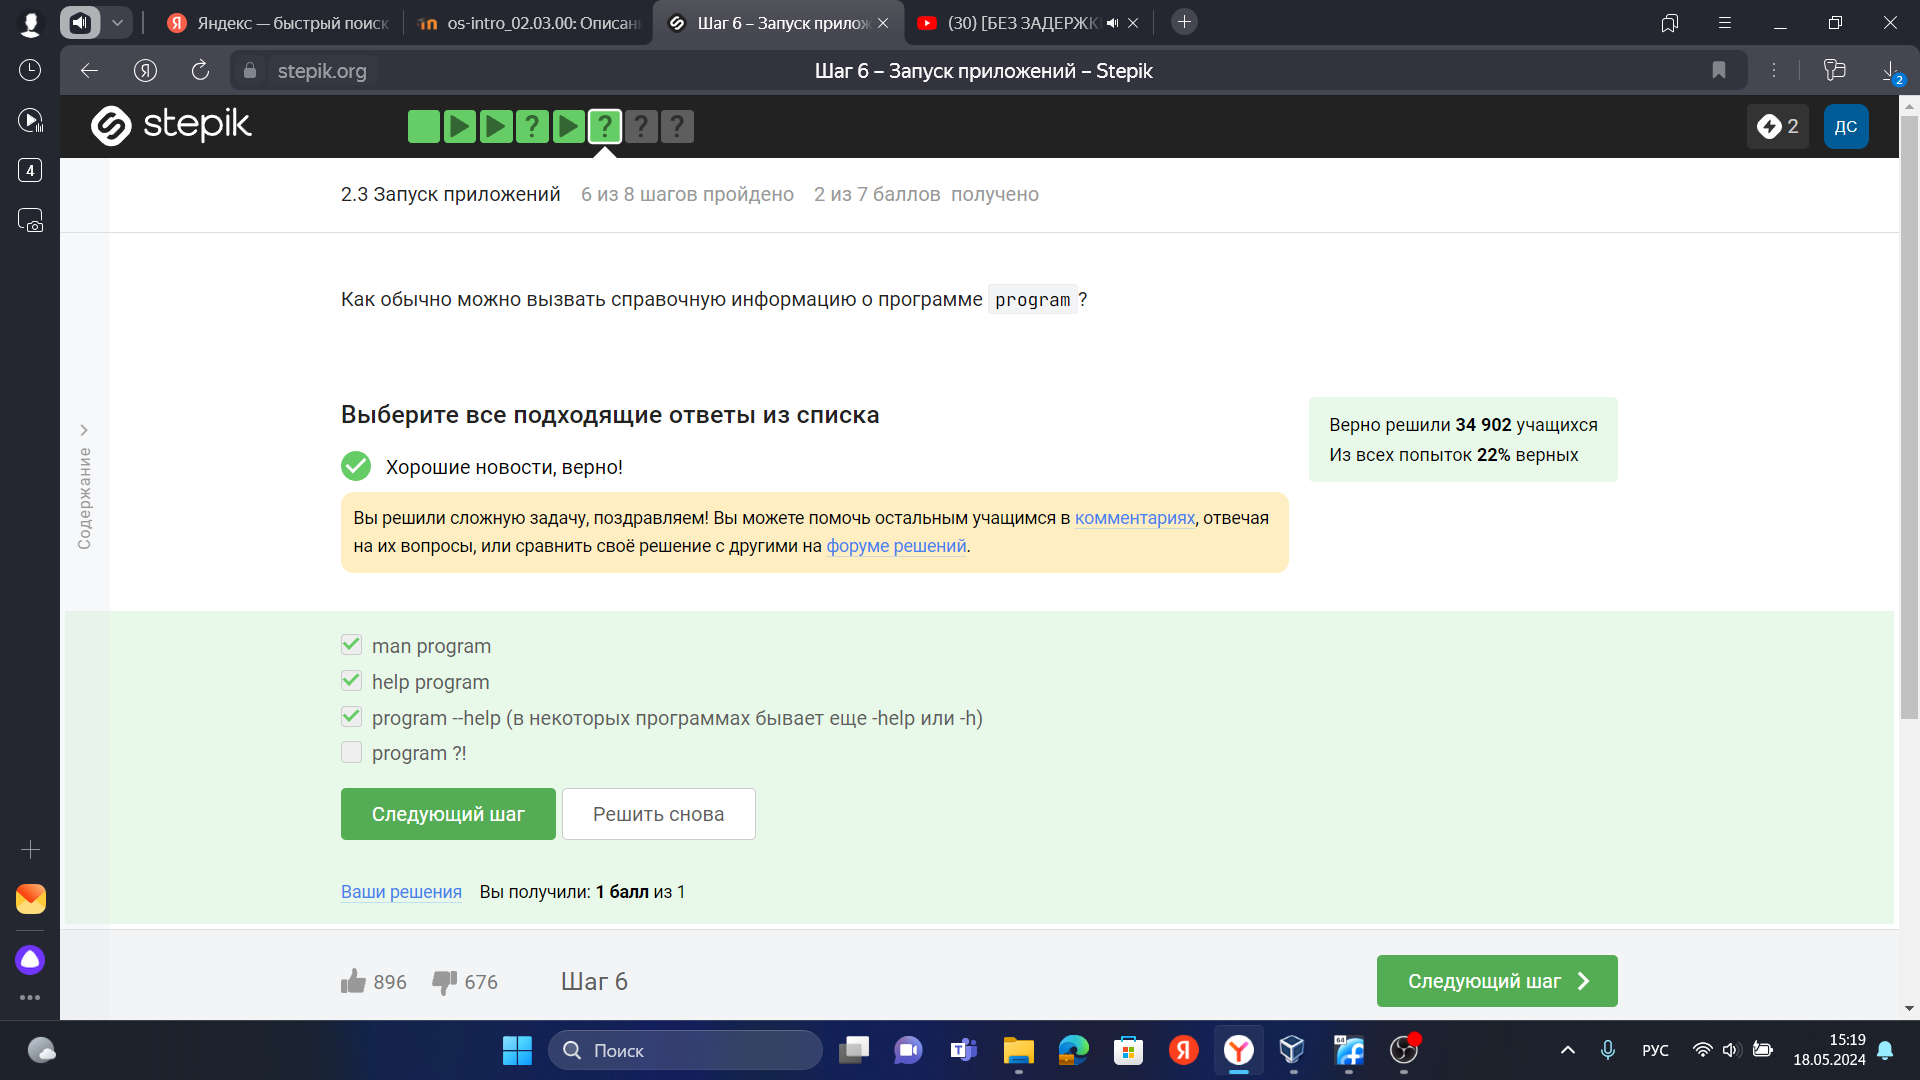 Яндекс — быстрый поиск
os-intro_02.03.00: Описан
Шаг 6 – Запуск прилож
(30) [БЕЗ ЗАДЕРЖК
stepik.org
Шаг 6 – Запуск приложений – Stepik
2
4
stepik
? ? ? ?
2
ДС
2.3 Запуск приложений 6 из 8 шагов пройдено 2 из 7 баллов получено
Как обычно можно вызвать справочную информацию о программе program ?
Содержание
Выберите все подходящие ответы из списка
Верно решили 34 902 учащихся
Из всех попыток 22% верных
Хорошие новости, верно!
Вы решили сложную задачу, поздравляем! Вы можете помочь остальным учащимся в комментариях, отвечая
на их вопросы, или сравнить своё решение с другими на форуме решений.
man program
help program
program --help (в некоторых программах бывает еще -help или -h)
program ?!
Следующий шаг
Решить снова
Ваши решения Вы получили: 1 балл из 1
896 676 Шаг 6
Следующий шаг
Поиск
64
РУС
15:19
18.05.2024